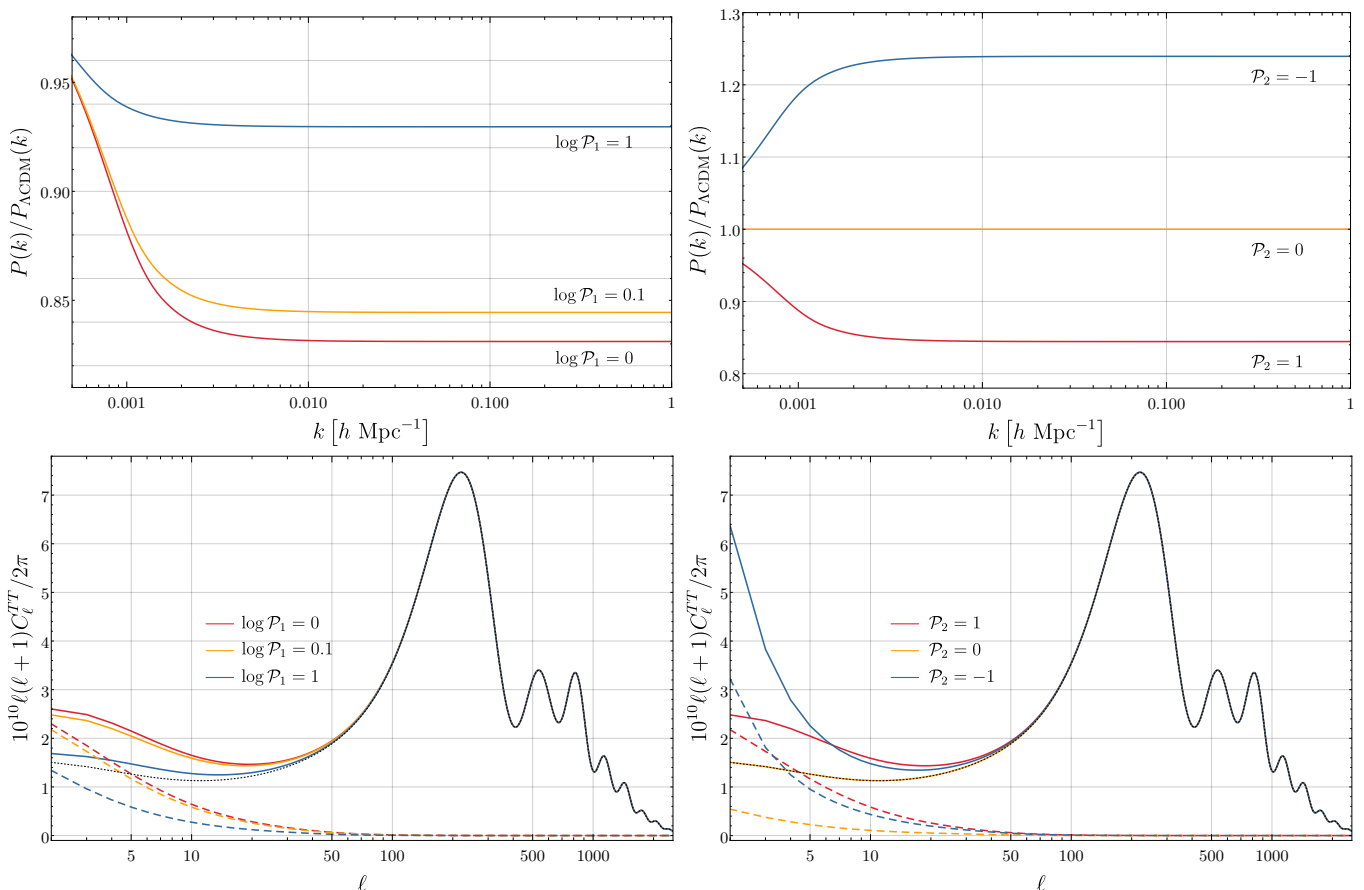 P(k)/P_ΛCDM(k)
0.95
0.90
0.85
log 𝒫₁ = 1
log 𝒫₁ = 0.1
log 𝒫₁ = 0
0.001 0.010 0.100 1
k [h Mpc⁻¹]
P(k)/P_ΛCDM(k)
1.3
1.2
1.1
1.0
0.9
0.8
𝒫₂ = −1
𝒫₂ = 0
𝒫₂ = 1
0.001 0.010 0.100 1
k [h Mpc⁻¹]
10¹⁰ℓ(ℓ + 1)C_ℓ^TT/2π
7
6
5
4
3
2
1
0
log 𝒫₁ = 0
log 𝒫₁ = 0.1
log 𝒫₁ = 1
5 10 50 100 500 1000
ℓ
10¹⁰ℓ(ℓ + 1)C_ℓ^TT/2π
7
6
5
4
3
2
1
0
𝒫₂ = 1
𝒫₂ = 0
𝒫₂ = −1
5 10 50 100 500 1000
ℓ